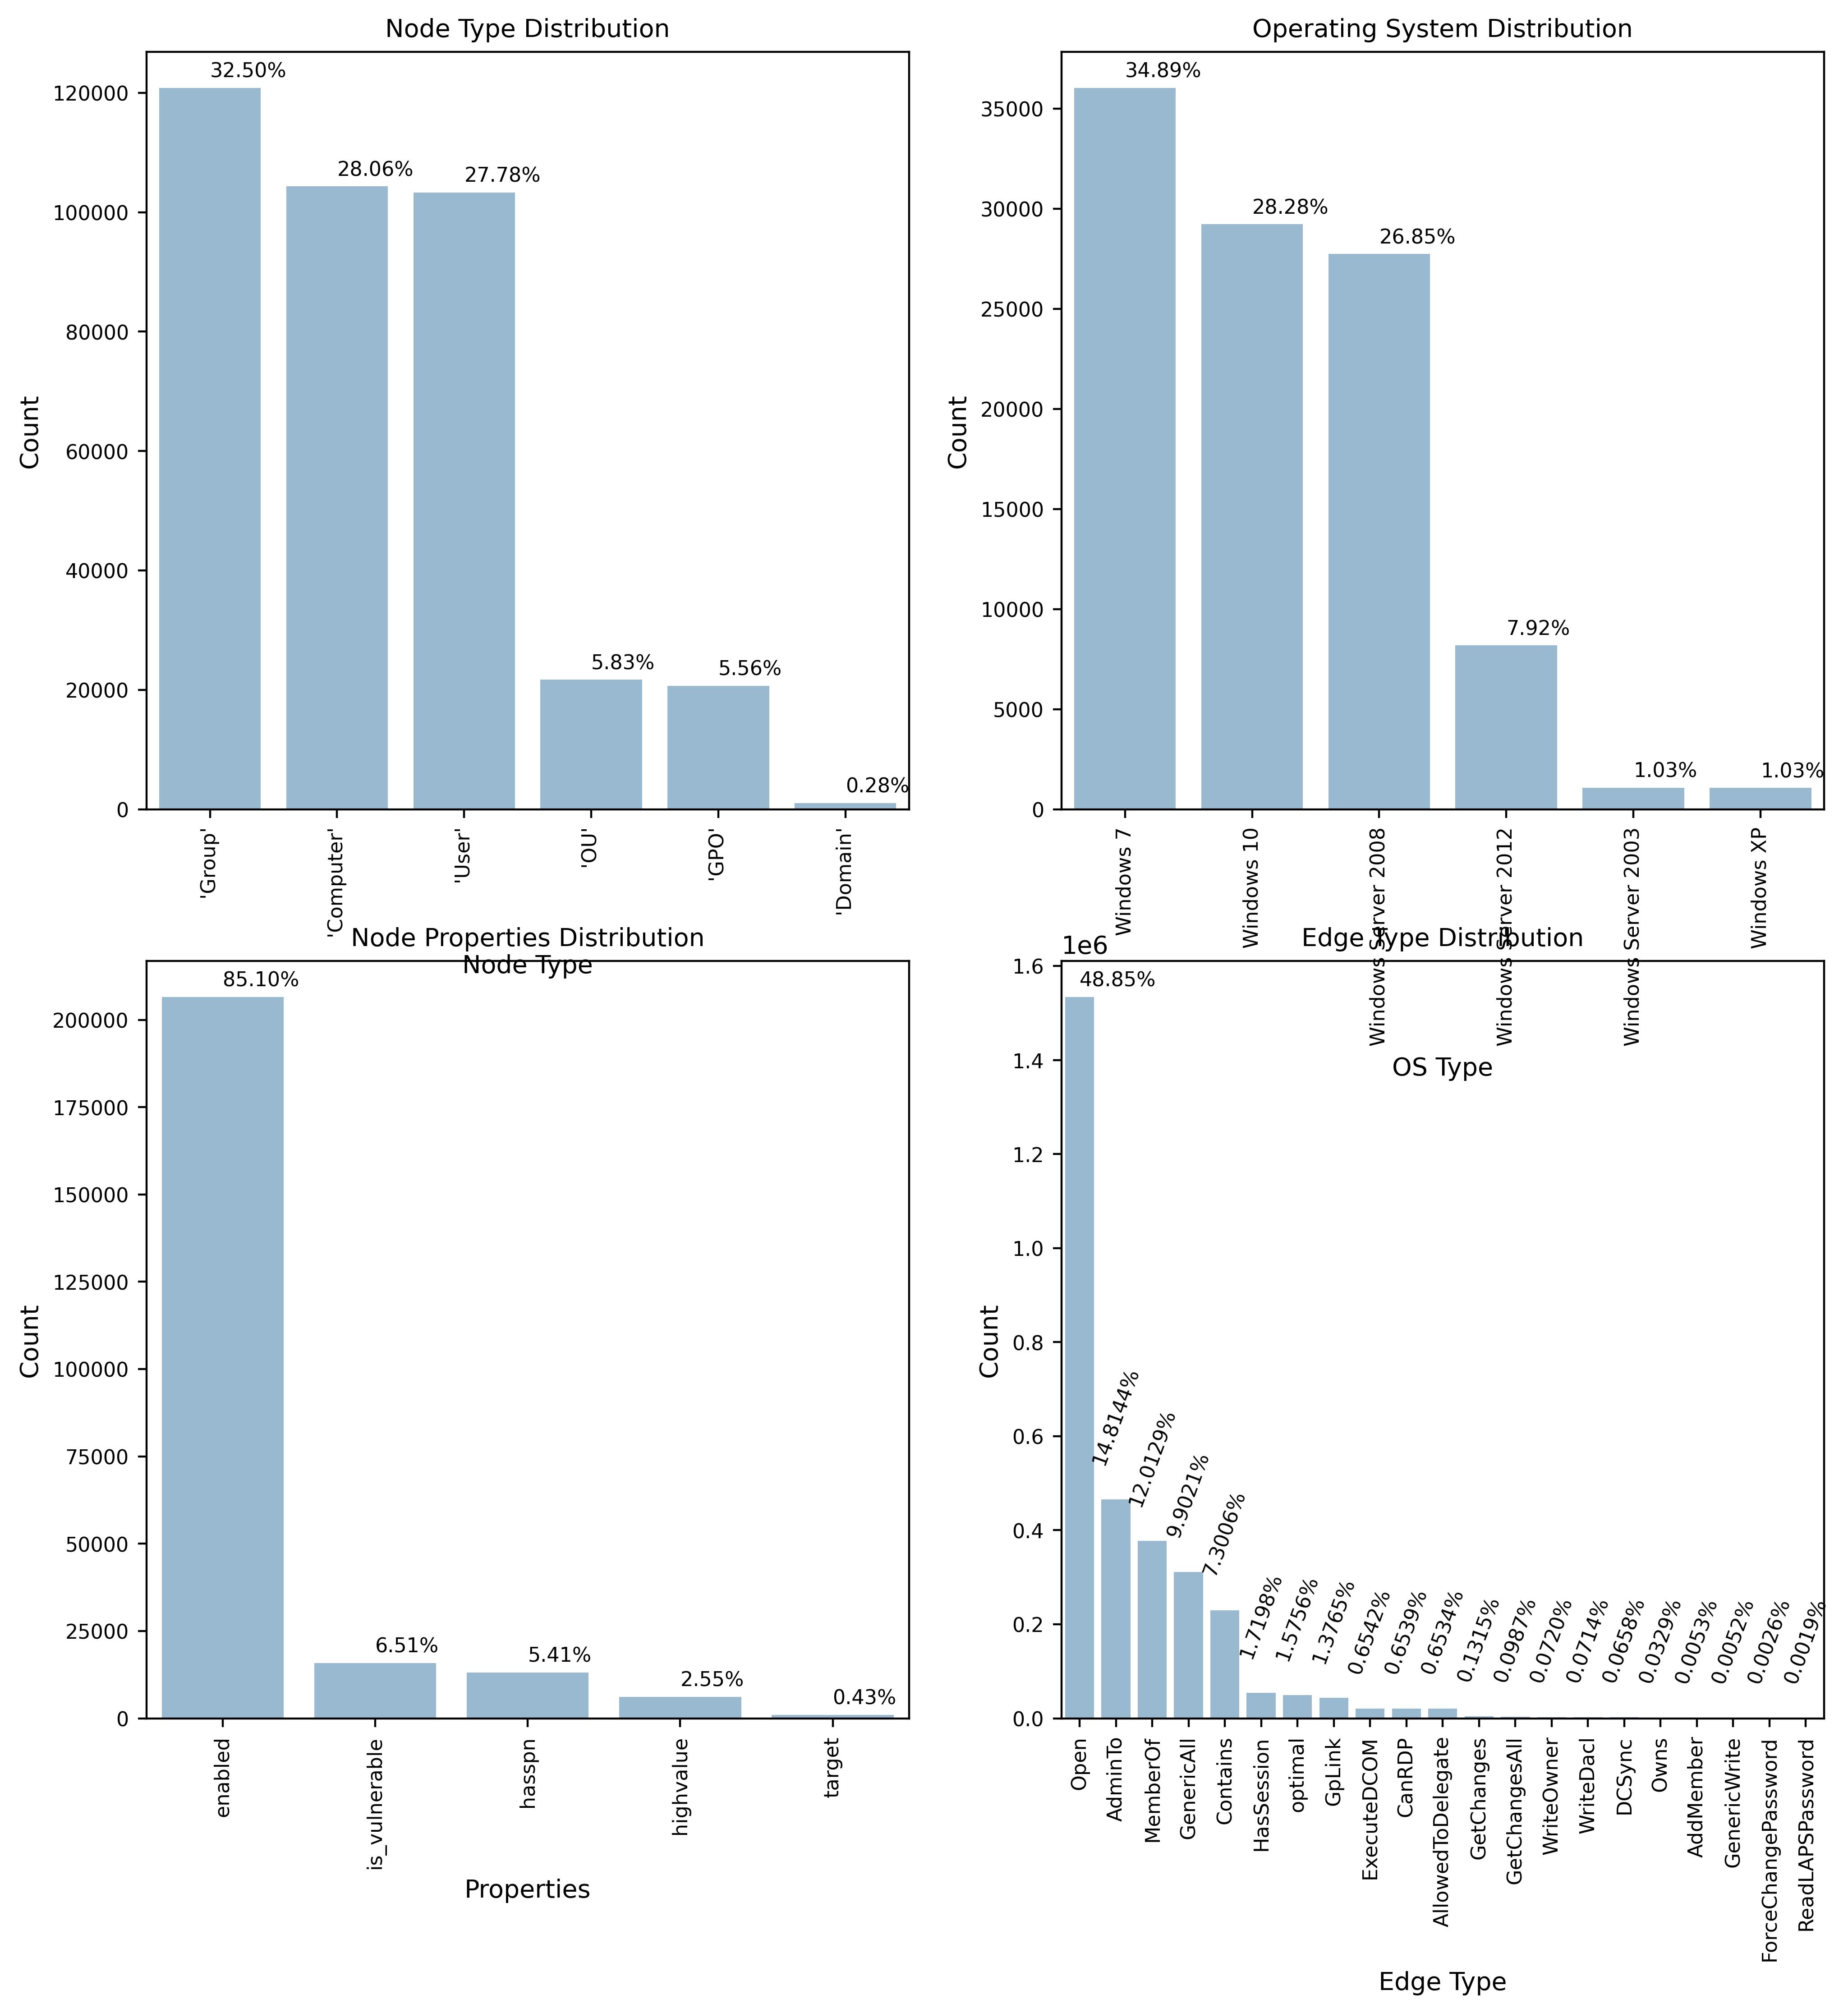 Node Type Distribution
32.50%
28.06%
27.78%
5.83%
5.56%
0.28%
120000
100000
80000
60000
40000
20000
0
Count
'Group'
'Computer'
'User'
'OU'
'GPO'
'Domain'
Node Type
Operating System Distribution
34.89%
28.28%
26.85%
7.92%
1.03%
1.03%
35000
30000
25000
20000
15000
10000
5000
0
Count
Windows 7
Windows 10
Windows Server 2008
Windows Server 2012
Windows Server 2003
Windows XP
OS Type
Node Properties Distribution
85.10%
6.51%
5.41%
2.55%
0.43%
200000
175000
150000
125000
100000
75000
50000
25000
0
Count
enabled
is_vulnerable
hasspn
highvalue
target
Properties
Edge Type Distribution
1e6
48.85%
14.8144%
12.0129%
9.9021%
7.3006%
1.7198%
1.5756%
1.3765%
0.6542%
0.6539%
0.6534%
0.1315%
0.0987%
0.0720%
0.0714%
0.0658%
0.0329%
0.0053%
0.0052%
0.0026%
0.0019%
1.6
1.4
1.2
1.0
0.8
0.6
0.4
0.2
0.0
Count
Open
AdminTo
MemberOf
GenericAll
Contains
HasSession
optimal
GpLink
ExecuteDCOM
CanRDP
AllowedToDelegate
GetChanges
GetChangesAll
WriteOwner
WriteDacl
DCSync
Owns
AddMember
GenericWrite
ForceChangePassword
ReadLAPSPassword
Edge Type